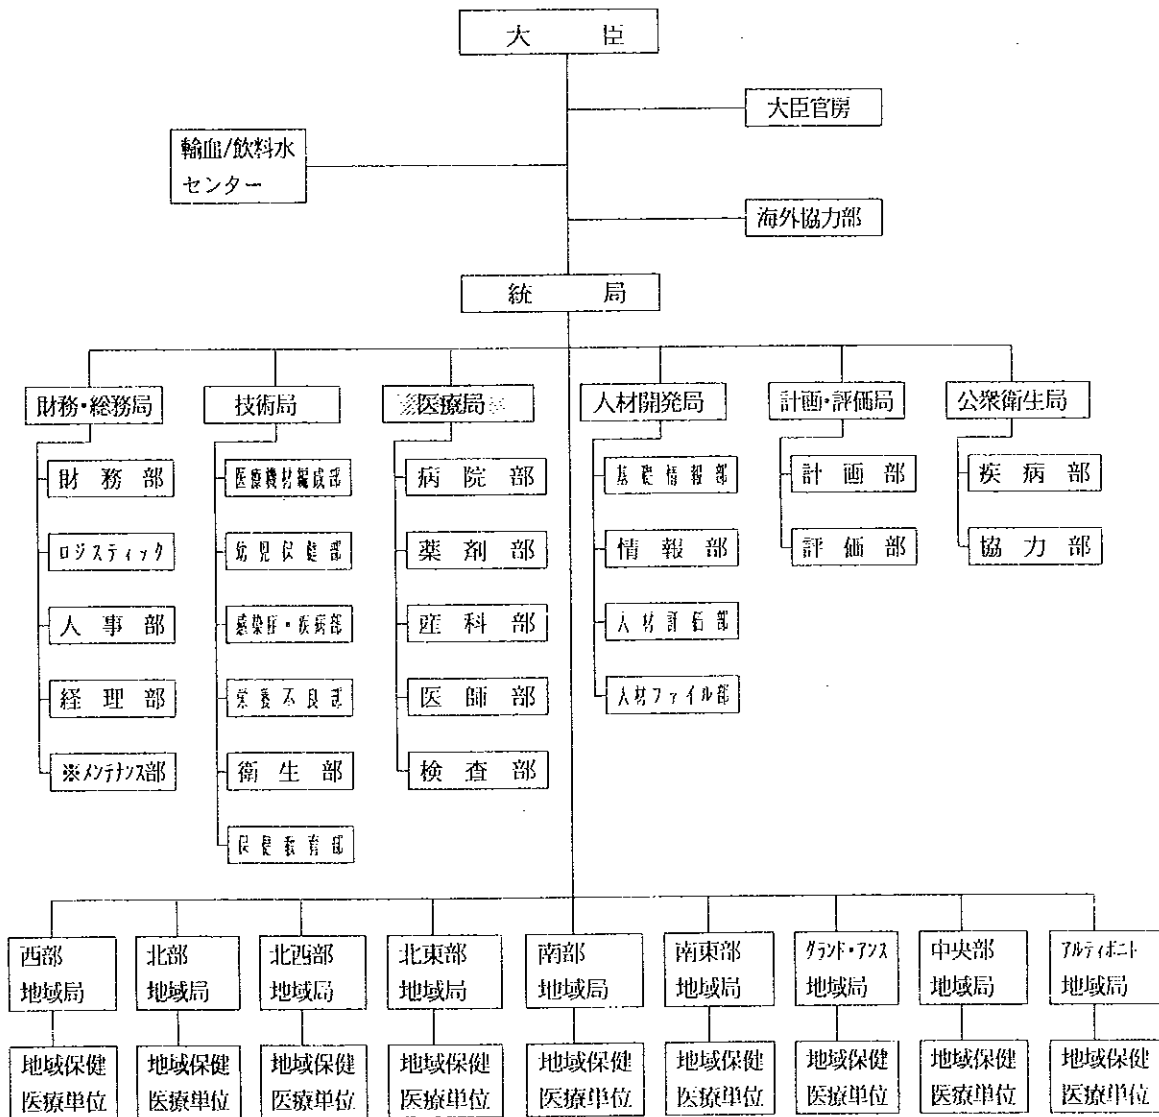 大臣
大臣官房
輸血/飲料水
センター
海外協力部
統局
財務・総務局
技術局
医療局
人材開発局
計画・評価局
公衆衛生局
財務部
医療機材編成部
病院部
基礎情報部
計画部
疾病部
ロジスティック
幼児保健部
薬剤部
情報部
評価部
協力部
人事部
感染症・疾病部
産科部
人材評価部
経理部
栄養不良部
医師部
人材ファイル部
※メンテナンス部
衛生部
検査部
保健教育部
西部
地域局
北部
地域局
北西部
地域局
北東部
地域局
南部
地域局
南東部
地域局
グランド・アンス
地域局
中央部
地域局
アルティボニト
地域局
地域保健
医療単位
地域保健
医療単位
地域保健
医療単位
地域保健
医療単位
地域保健
医療単位
地域保健
医療単位
地域保健
医療単位
地域保健
医療単位
地域保健
医療単位